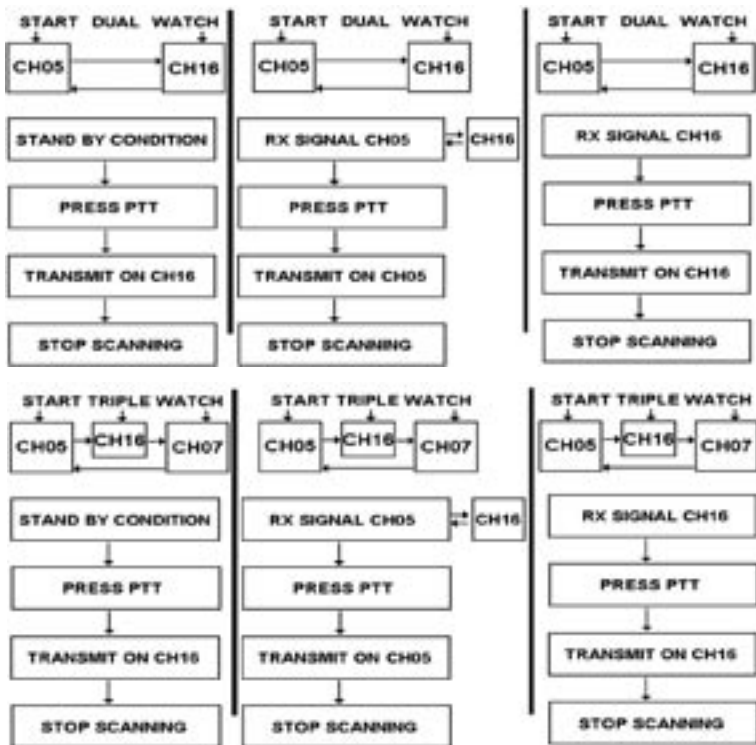 START DUAL WATCH
CH05
CH16
STAND BY CONDITION
PRESS PTT
TRANSMIT ON CH16
STOP SCANNING
START DUAL WATCH
CH05
CH16
RX SIGNAL CH05
CH16
PRESS PTT
TRANSMIT ON CH05
STOP SCANNING
START DUAL WATCH
CH05
CH16
RX SIGNAL CH16
PRESS PTT
TRANSMIT ON CH16
STOP SCANNING
START TRIPLE WATCH
CH05
CH16
CH07
STAND BY CONDITION
PRESS PTT
TRANSMIT ON CH16
STOP SCANNING
START TRIPLE WATCH
CH05
CH16
CH07
RX SIGNAL CH05
CH16
PRESS PTT
TRANSMIT ON CH05
STOP SCANNING
START TRIPLE WATCH
CH05
CH16
CH07
RX SIGNAL CH16
PRESS PTT
TRANSMIT ON CH16
STOP SCANNING